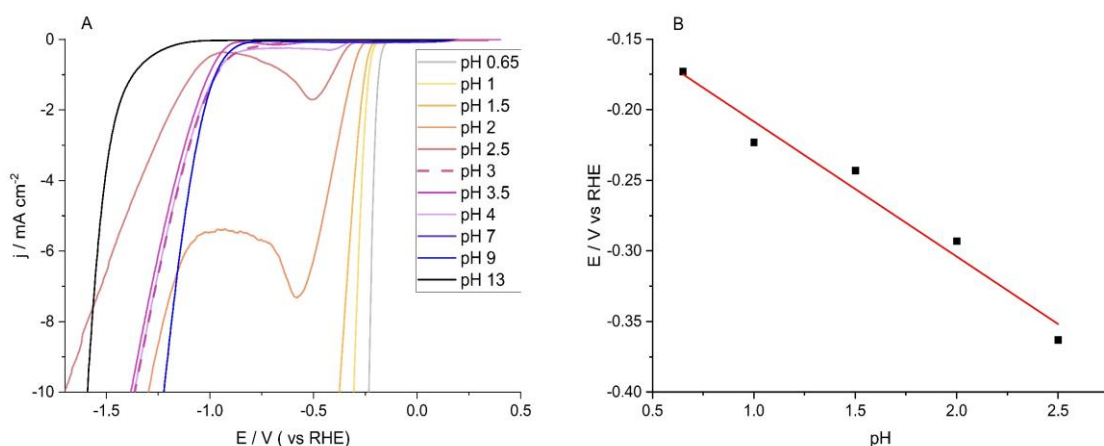 A
0
-2
-4
-6
-8
-10
j / mA cm⁻²
-1.5
-1.0
-0.5
0.0
0.5
E / V ( vs RHE)
pH 0.65
pH 1
pH 1.5
pH 2
pH 2.5
pH 3
pH 3.5
pH 4
pH 7
pH 9
pH 13
B
-0.15
-0.20
-0.25
-0.30
-0.35
-0.40
E / V vs RHE
0.5
1.0
1.5
2.0
2.5
pH